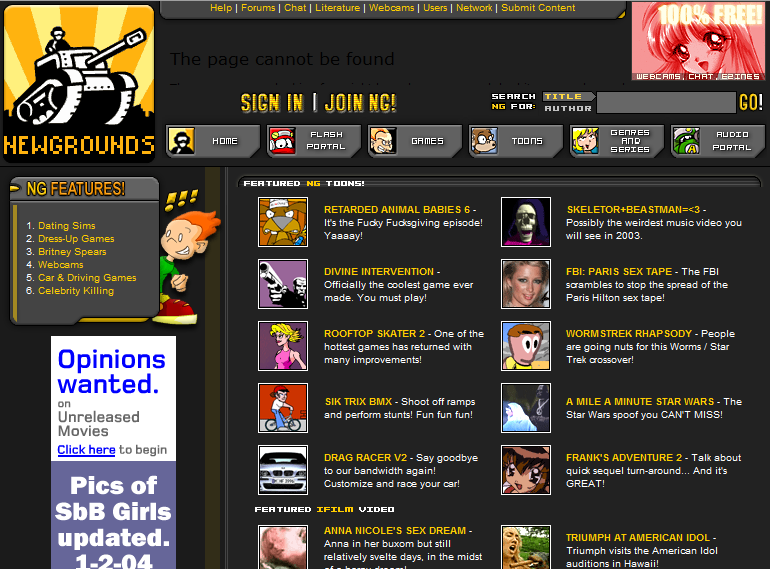 Help | Forums | Chat | Literature | Webcams | Users | Network | Submit Content
100% FREE!
WEBCAMS, CHAT, EZINES
The page cannot be found
NEWGROUNDS
SIGN IN | JOIN NG!
SEARCH
NG FOR:
TITLE
AUTHOR
GO!
HOME
FLASH
PORTAL
GAMES
TOONS
GENRES
AND
SERIES
AUDIO
PORTAL
NG FEATURES!
1. Dating Sims
2. Dress-Up Games
3. Britney Spears
4. Webcams
5. Car & Driving Games
6. Celebrity Killing
!!!
Opinions
wanted.
on
Unreleased
Movies
Click here to begin
Pics of
SbB Girls
updated.
1-2-04
FEATURED NG TOONS!
RETARDED ANIMAL BABIES 6 -
It's the Fucky Fucksgiving episode!
Yaaaay!
SKELETOR+BEASTMAN=<3 -
Possibly the weirdest music video you
will see in 2003.
DIVINE INTERVENTION -
Officially the coolest game ever
made. You must play!
FBI: PARIS SEX TAPE - The FBI
scrambles to stop the spread of the
Paris Hilton sex tape!
ROOFTOP SKATER 2 - One of the
hottest games has returned with
many improvements!
WORMSTREK RHAPSODY - People
are going nuts for this Worms / Star
Trek crossover!
SIK TRIX BMX - Shoot off ramps
and perform stunts! Fun fun fun!
A MILE A MINUTE STAR WARS - The
Star Wars spoof you CAN'T MISS!
DRAG RACER V2 - Say goodbye
to our bandwidth again!
Customize and race your car!
FRANK'S ADVENTURE 2 - Talk about
quick sequel turn-around... And it's
GREAT!
FEATURED IFILM VIDEO
ANNA NICOLE'S SEX DREAM -
Anna in her buxom but still
relatively svelte days, in the midst
TRIUMPH AT AMERICAN IDOL -
Triumph visits the American Idol
auditions in Hawaii!